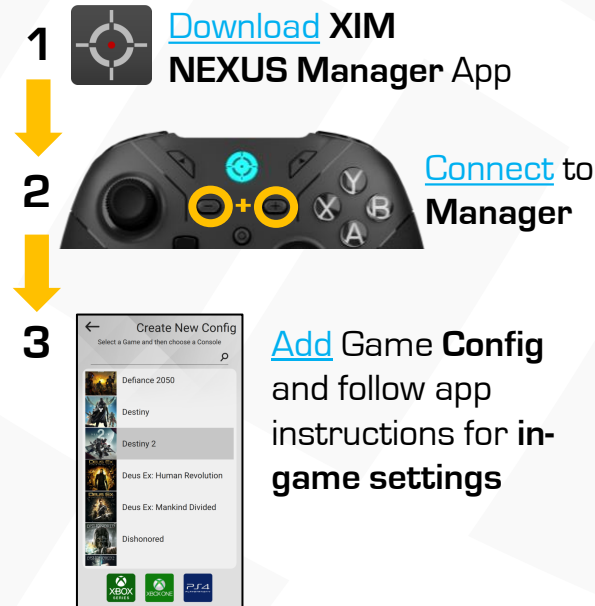 1
Download XIM
NEXUS Manager App
2
- + +
Y
X B
A
Connect to
Manager
3
Create New Config
Select a Game and then choose a Console
Defiance 2050
Destiny
Destiny 2
Deus Ex: Human Revolution
Deus Ex: Mankind Divided
Dishonored
XBOX
SERIES
XBOX ONE
PS4
Add Game Config
and follow app
instructions for in-
game settings